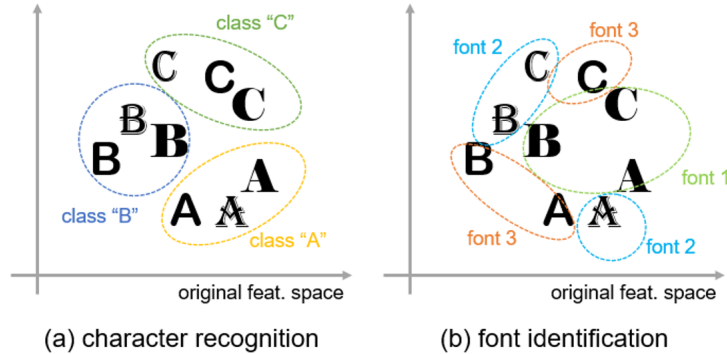 class “C”
C C C
B B B
class “B”
A A A
class “A”
original feat. space
(a) character recognition
font 3
font 2
C C C
B B B
font 1
A A A
font 3
font 2
original feat. space
(b) font identification